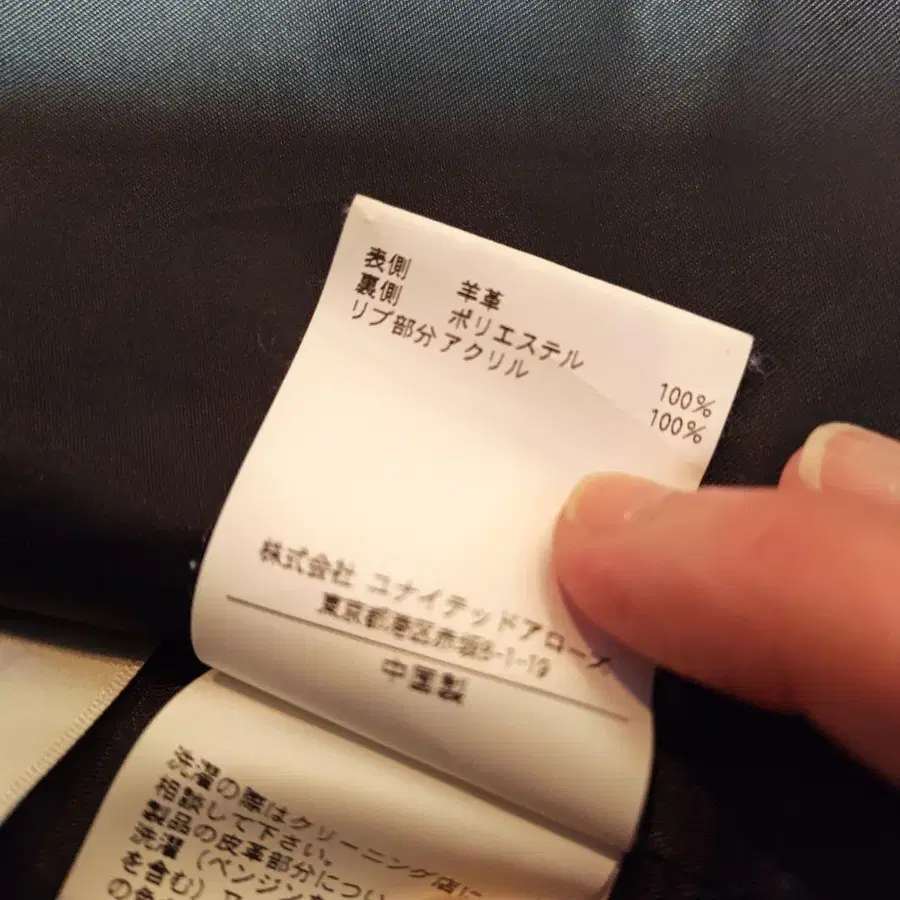 表側 羊革
裏側 ポリエステル 100%
リブ部分 アクリル 100%
株式会社 ユナイテッドアローズ
東京都港区赤坂8-1-19
中国製
洗濯の際はクリーニング店に
相談して下さい。
製品の皮革部分につい
洗濯(ベンジン
を含む)
の